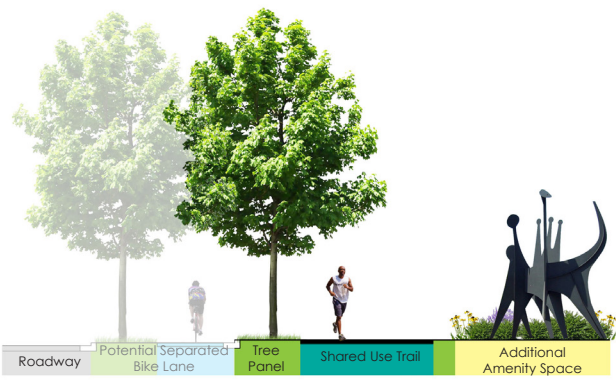 Roadway
Potential Separated
Bike Lane
Tree
Panel
Shared Use Trail
Additional
Amenity Space